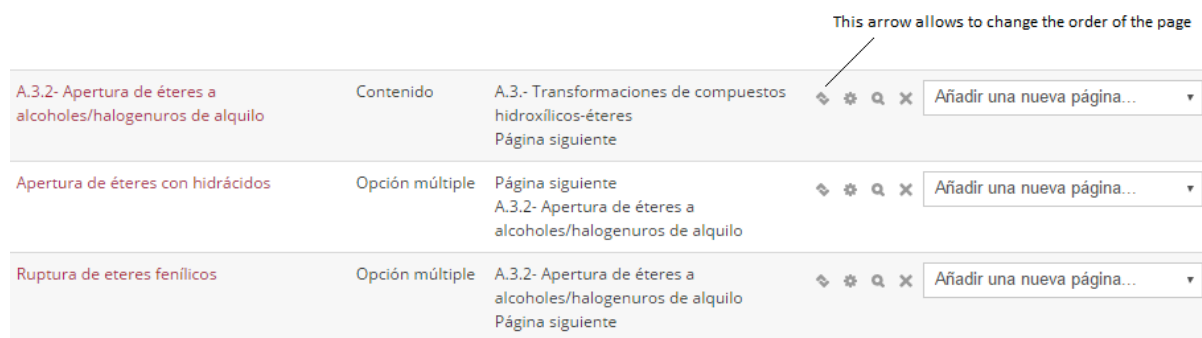 This arrow allows to change the order of the page
A.3.2- Apertura de éteres a
alcoholes/halogenuros de alquilo
Contenido
A.3.- Transformaciones de compuestos
hidroxílicos-éteres
Página siguiente
Añadir una nueva página...
Apertura de éteres con hidrácidos
Opción múltiple
Página siguiente
A.3.2- Apertura de éteres a
alcoholes/halogenuros de alquilo
Añadir una nueva página...
Ruptura de eteres fenílicos
Opción múltiple
A.3.2- Apertura de éteres a
alcoholes/halogenuros de alquilo
Página siguiente
Añadir una nueva página...